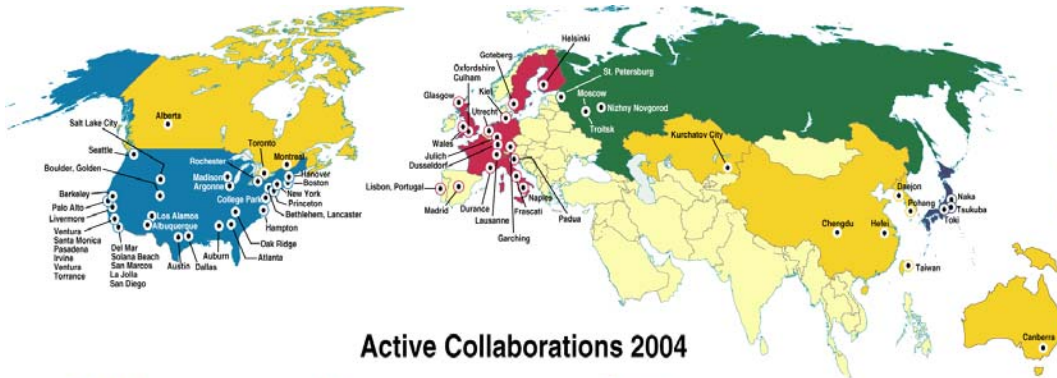 Alberta
Salt Lake City
Seattle
Boulder, Golden
Berkeley
Palo Alto
Livermore
Ventura
Santa Monica
Pasadena
Irvine
Ventura
Torrance
Del Mar
Solana Beach
San Marcos
La Jolla
San Diego
Los Alamos
Albuquerque
Austin
Dallas
Auburn
Atlanta
Oak Ridge
Hampton
Bethlehem, Lancaster
Princeton
New York
Boston
Hanover
Montreal
Toronto
Rochester
Madison
Argonne
College Park
Helsinki
Goteberg
Oxfordshire
Culham
Kiel
Glasgow
Utrecht
Wales
Julich
Dusseldorf
Lisbon, Portugal
Madrid
Durance
Lausanne
Garching
Frascati
Naples
Padua
St. Petersburg
Moscow
Nizhny Novgorod
Troitsk
Kurchatov City
Chengdu
Hefei
Daejon
Pohang
Naka
Tsukuba
Toki
Taiwan
Canberra
Active Collaborations 2004